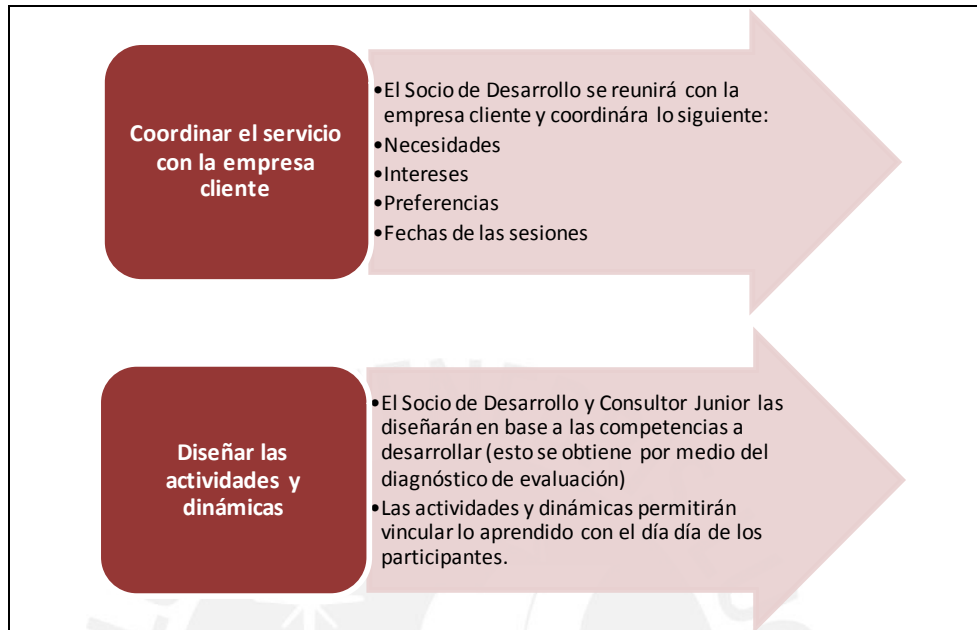 Coordinar el servicio
con la empresa
cliente
•El Socio de Desarrollo se reunirá con la
empresa cliente y coordinára lo siguiente:
•Necesidades
•Intereses
•Preferencias
•Fechas de las sesiones
Diseñar las
actividades y
dinámicas
•El Socio de Desarrollo y Consultor Junior las
diseñarán en base a las competencias a
desarrollar (esto se obtiene por medio del
diagnóstico de evaluación)
•Las actividades y dinámicas permitirán
vincular lo aprendido con el día día de los
participantes.